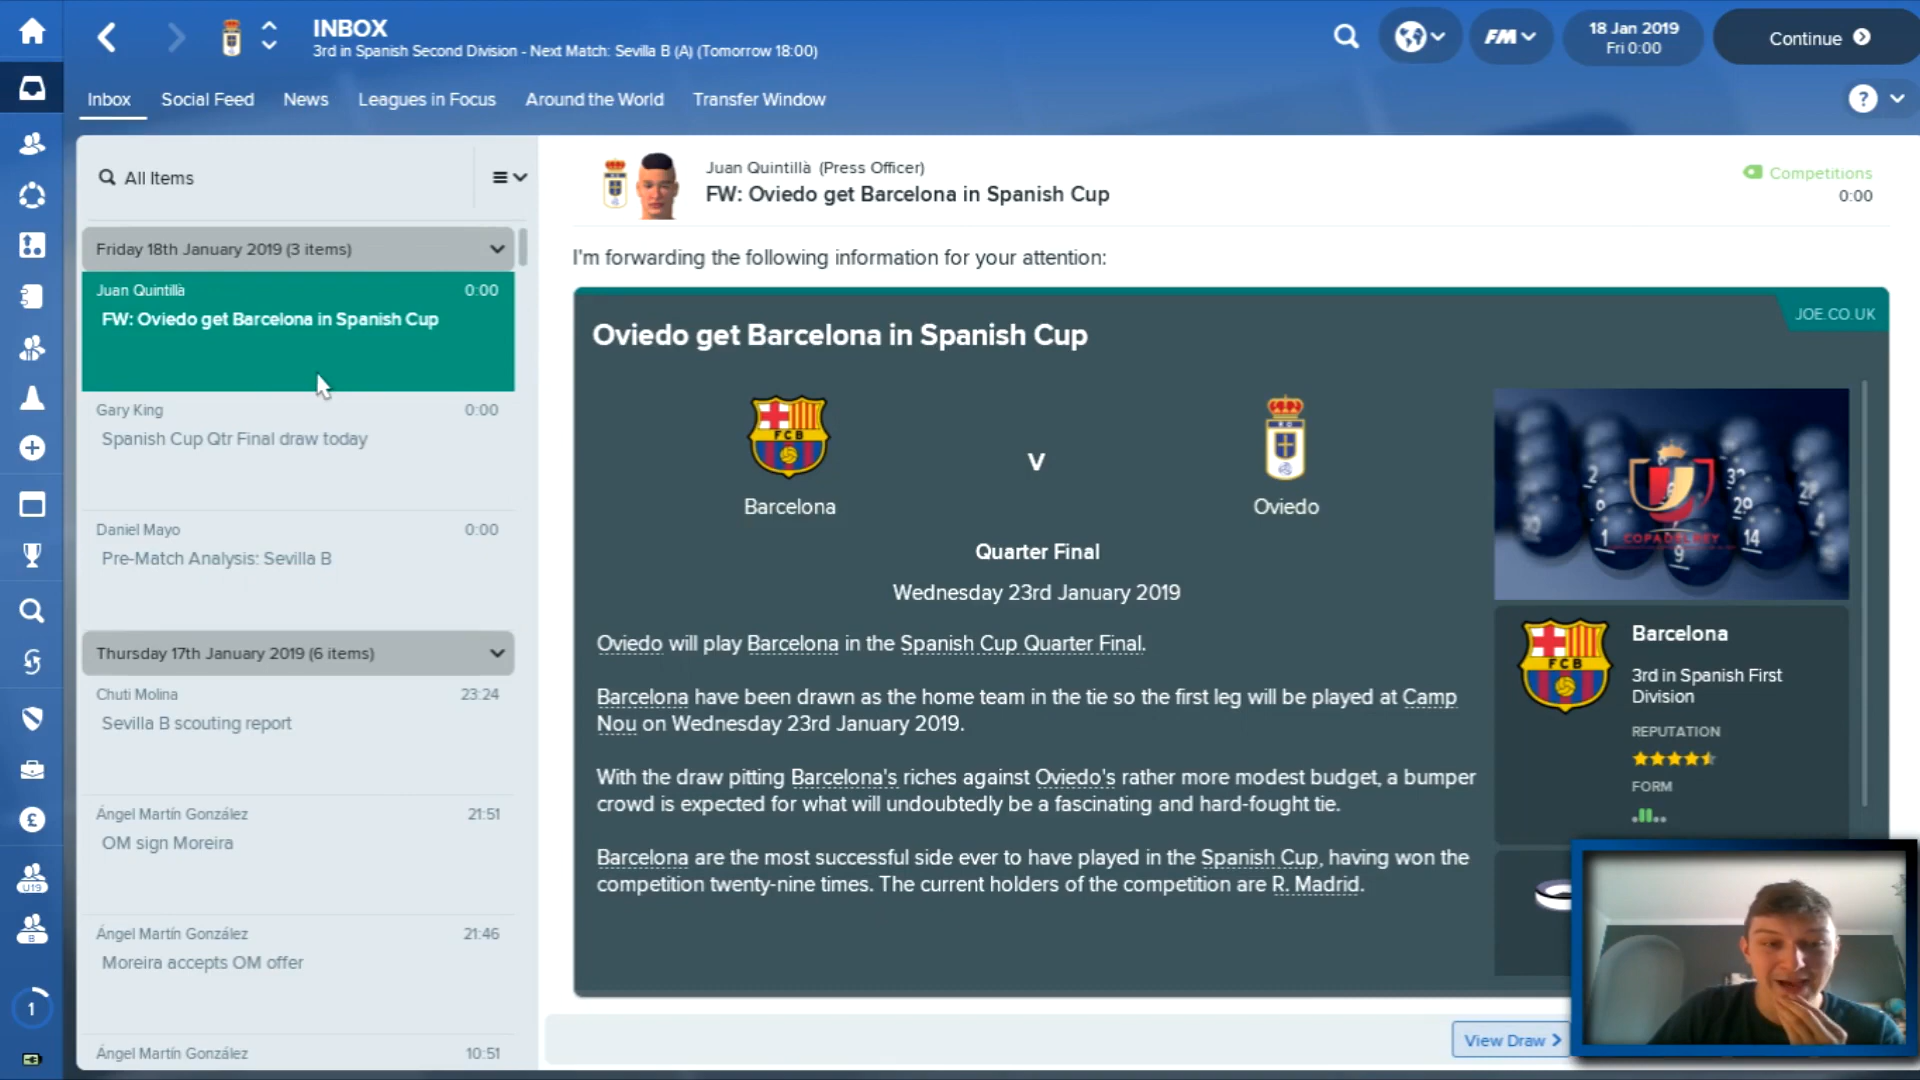 INBOX
3rd in Spanish Second Division - Next Match: Sevilla B (A) (Tomorrow 18:00)
FM
18 Jan 2019
Fri 0:00
Continue
Inbox
Social Feed
News
Leagues in Focus
Around the World
Transfer Window
?
All Items
Friday 18th January 2019 (3 items)
Juan Quintillà
0:00
FW: Oviedo get Barcelona in Spanish Cup
Gary King
0:00
Spanish Cup Qtr Final draw today
Daniel Mayo
0:00
Pre-Match Analysis: Sevilla B
Thursday 17th January 2019 (6 items)
Chuti Molina
23:24
Sevilla B scouting report
Ángel Martín González
21:51
OM sign Moreira
Ángel Martín González
21:46
Moreira accepts OM offer
Ángel Martín González
10:51
U19
B
1
Juan Quintillà (Press Officer)
FW: Oviedo get Barcelona in Spanish Cup
Competitions
0:00
I'm forwarding the following information for your attention:
JOE.CO.UK
Oviedo get Barcelona in Spanish Cup
FCB
Barcelona
V
Oviedo
Quarter Final
Wednesday 23rd January 2019
Oviedo will play Barcelona in the Spanish Cup Quarter Final.
Barcelona have been drawn as the home team in the tie so the first leg will be played at Camp
Nou on Wednesday 23rd January 2019.
With the draw pitting Barcelona's riches against Oviedo's rather more modest budget, a bumper
crowd is expected for what will undoubtedly be a fascinating and hard-fought tie.
Barcelona are the most successful side ever to have played in the Spanish Cup, having won the
competition twenty-nine times. The current holders of the competition are R. Madrid.
COPA DEL REY
1
9
14
29
FCB
Barcelona
3rd in Spanish First
Division
REPUTATION
FORM
View Draw